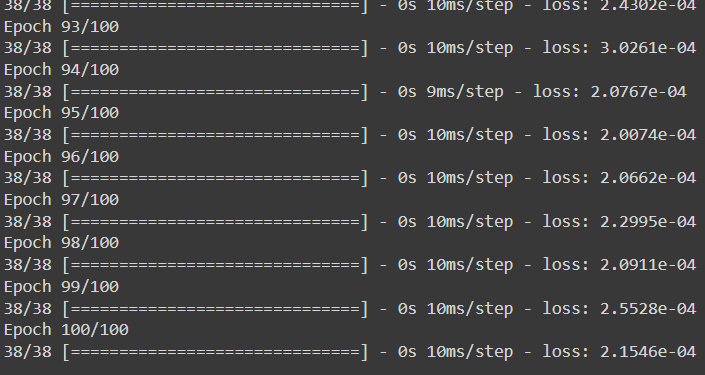 38/38 [==============================] - 0s 10ms/step - loss: 2.4302e-04
Epoch 93/100
38/38 [==============================] - 0s 10ms/step - loss: 3.0261e-04
Epoch 94/100
38/38 [==============================] - 0s 9ms/step - loss: 2.0767e-04
Epoch 95/100
38/38 [==============================] - 0s 10ms/step - loss: 2.0074e-04
Epoch 96/100
38/38 [==============================] - 0s 10ms/step - loss: 2.0662e-04
Epoch 97/100
38/38 [==============================] - 0s 10ms/step - loss: 2.2995e-04
Epoch 98/100
38/38 [==============================] - 0s 10ms/step - loss: 2.0911e-04
Epoch 99/100
38/38 [==============================] - 0s 10ms/step - loss: 2.5528e-04
Epoch 100/100
38/38 [==============================] - 0s 10ms/step - loss: 2.1546e-04